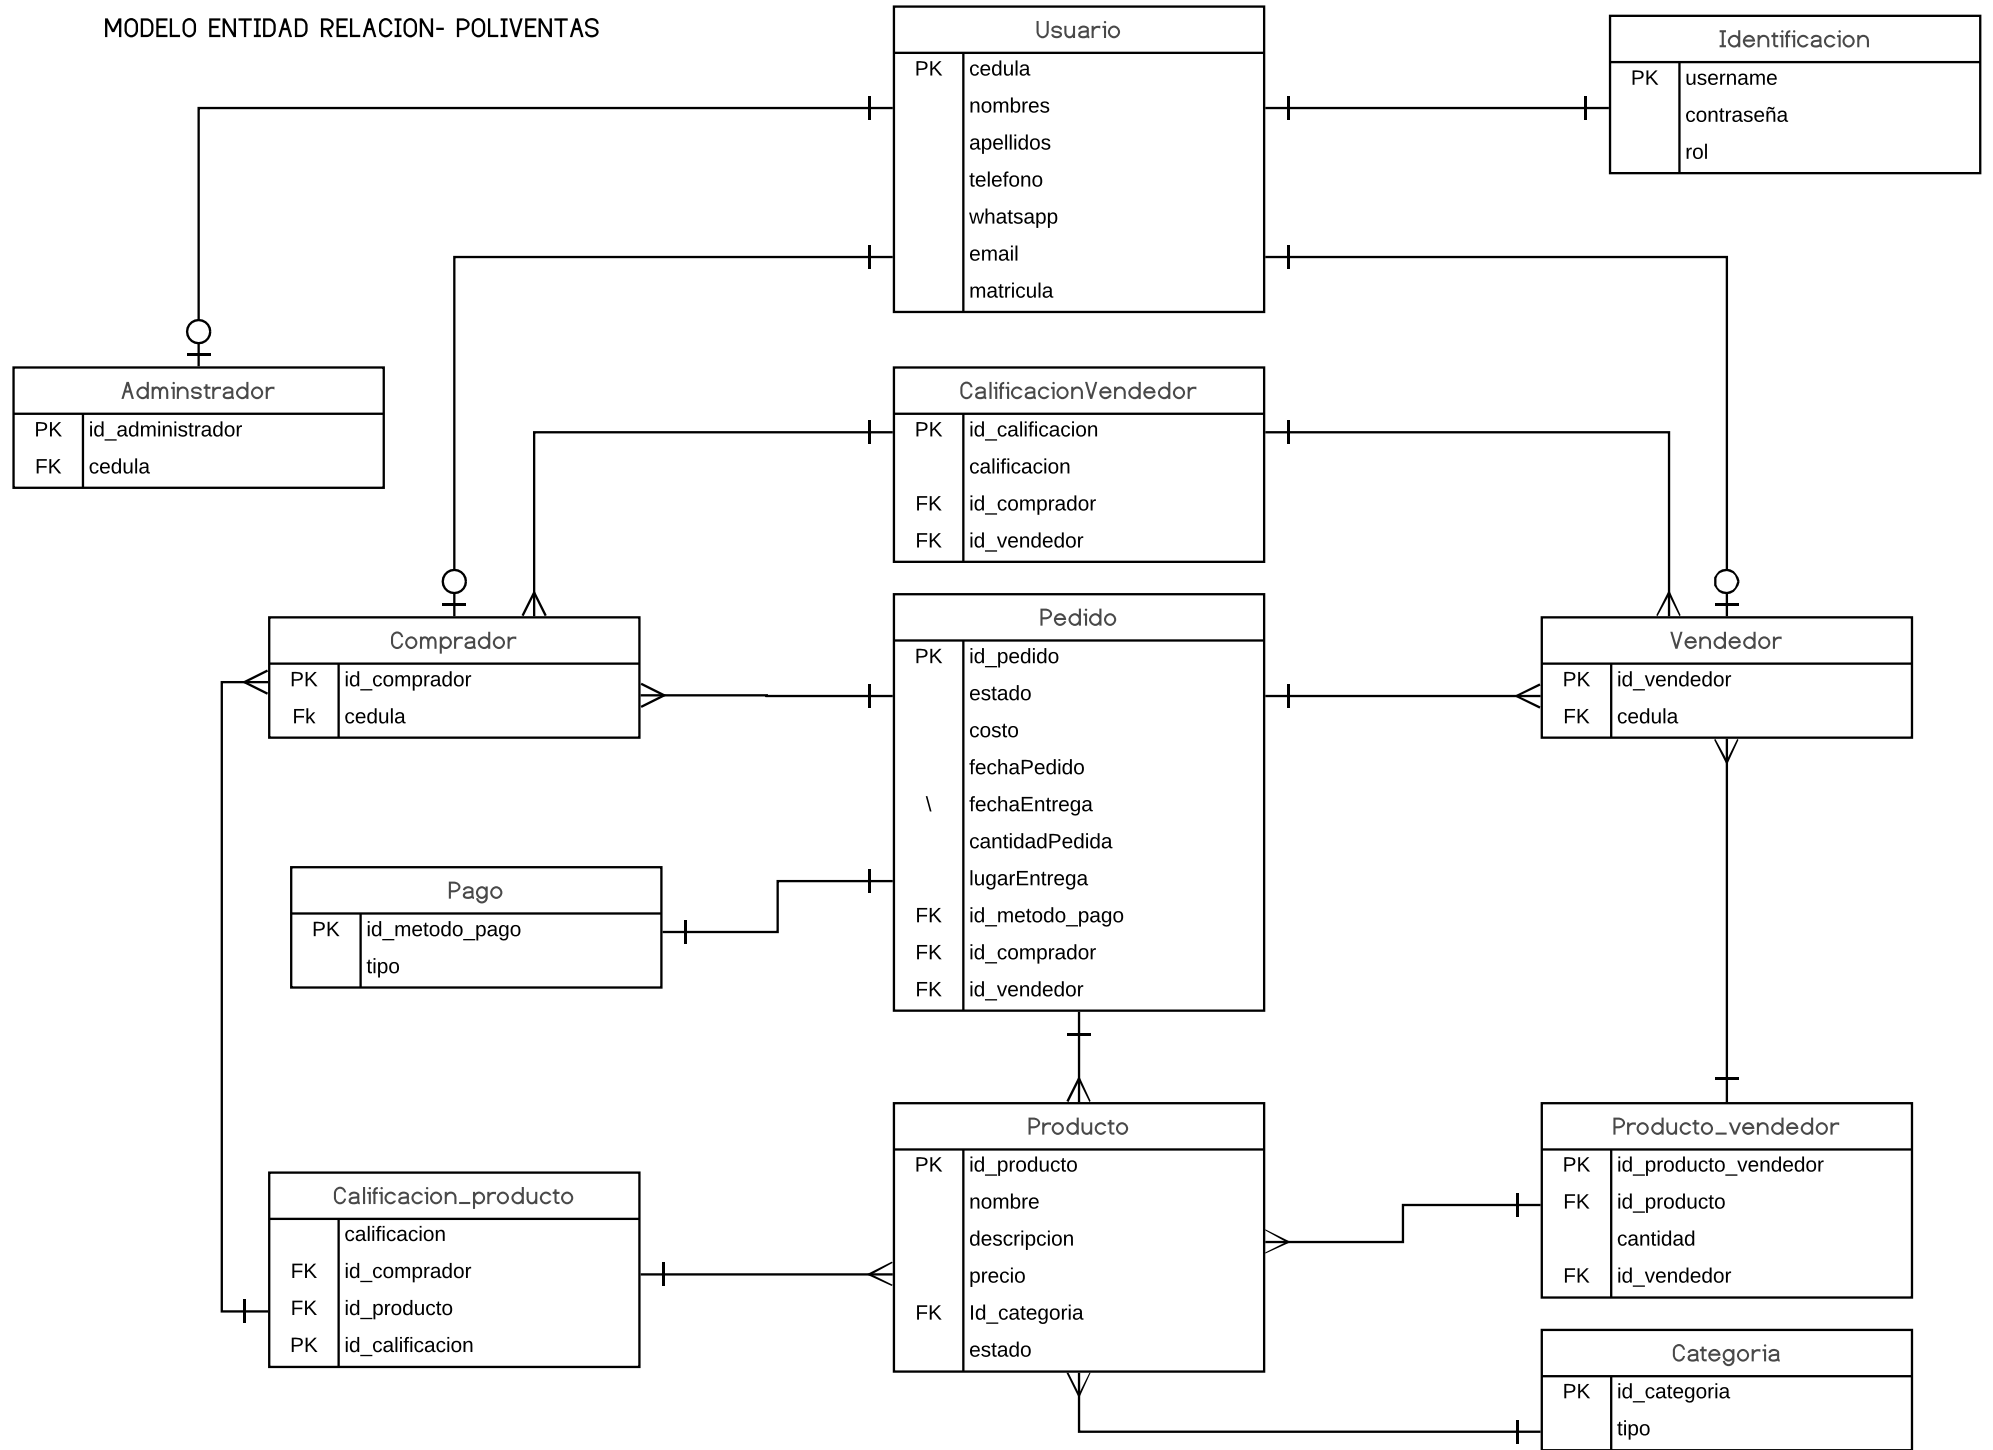 MODELO ENTIDAD RELACION- POLIVENTAS
Usuario
PK cedula
nombres
apellidos
telefono
whatsapp
email
matricula
Identificacion
PK username
contraseña
rol
Adminstrador
PK id_administrador
FK cedula
CalificacionVendedor
PK id_calificacion
calificacion
FK id_comprador
FK id_vendedor
Comprador
PK id_comprador
Fk cedula
Pedido
PK id_pedido
estado
costo
fechaPedido
\ fechaEntrega
cantidadPedida
lugarEntrega
FK id_metodo_pago
FK id_comprador
FK id_vendedor
Vendedor
PK id_vendedor
FK cedula
Pago
PK id_metodo_pago
tipo
Calificacion_producto
calificacion
FK id_comprador
FK id_producto
PK id_calificacion
Producto
PK id_producto
nombre
descripcion
precio
FK Id_categoria
estado
Producto_vendedor
PK id_producto_vendedor
FK id_producto
cantidad
FK id_vendedor
Categoria
PK id_categoria
tipo